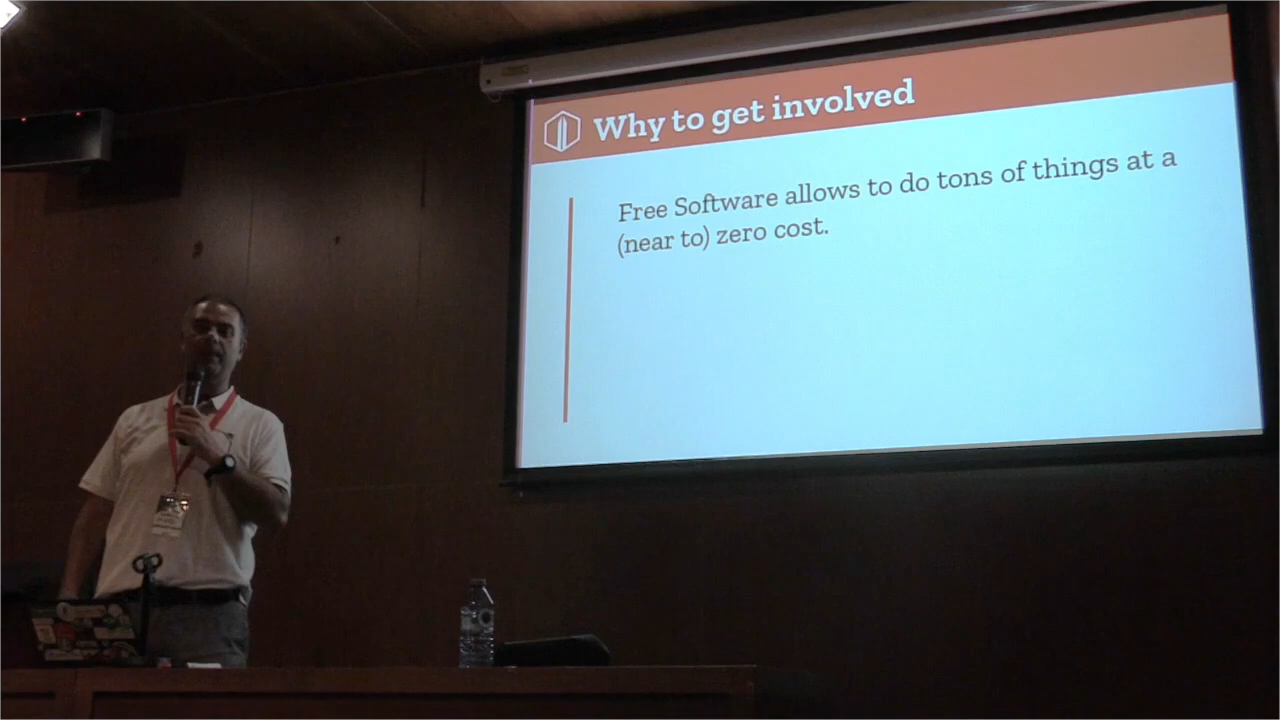 Why to get involved
Free Software allows to do tons of things at a
(near to) zero cost.